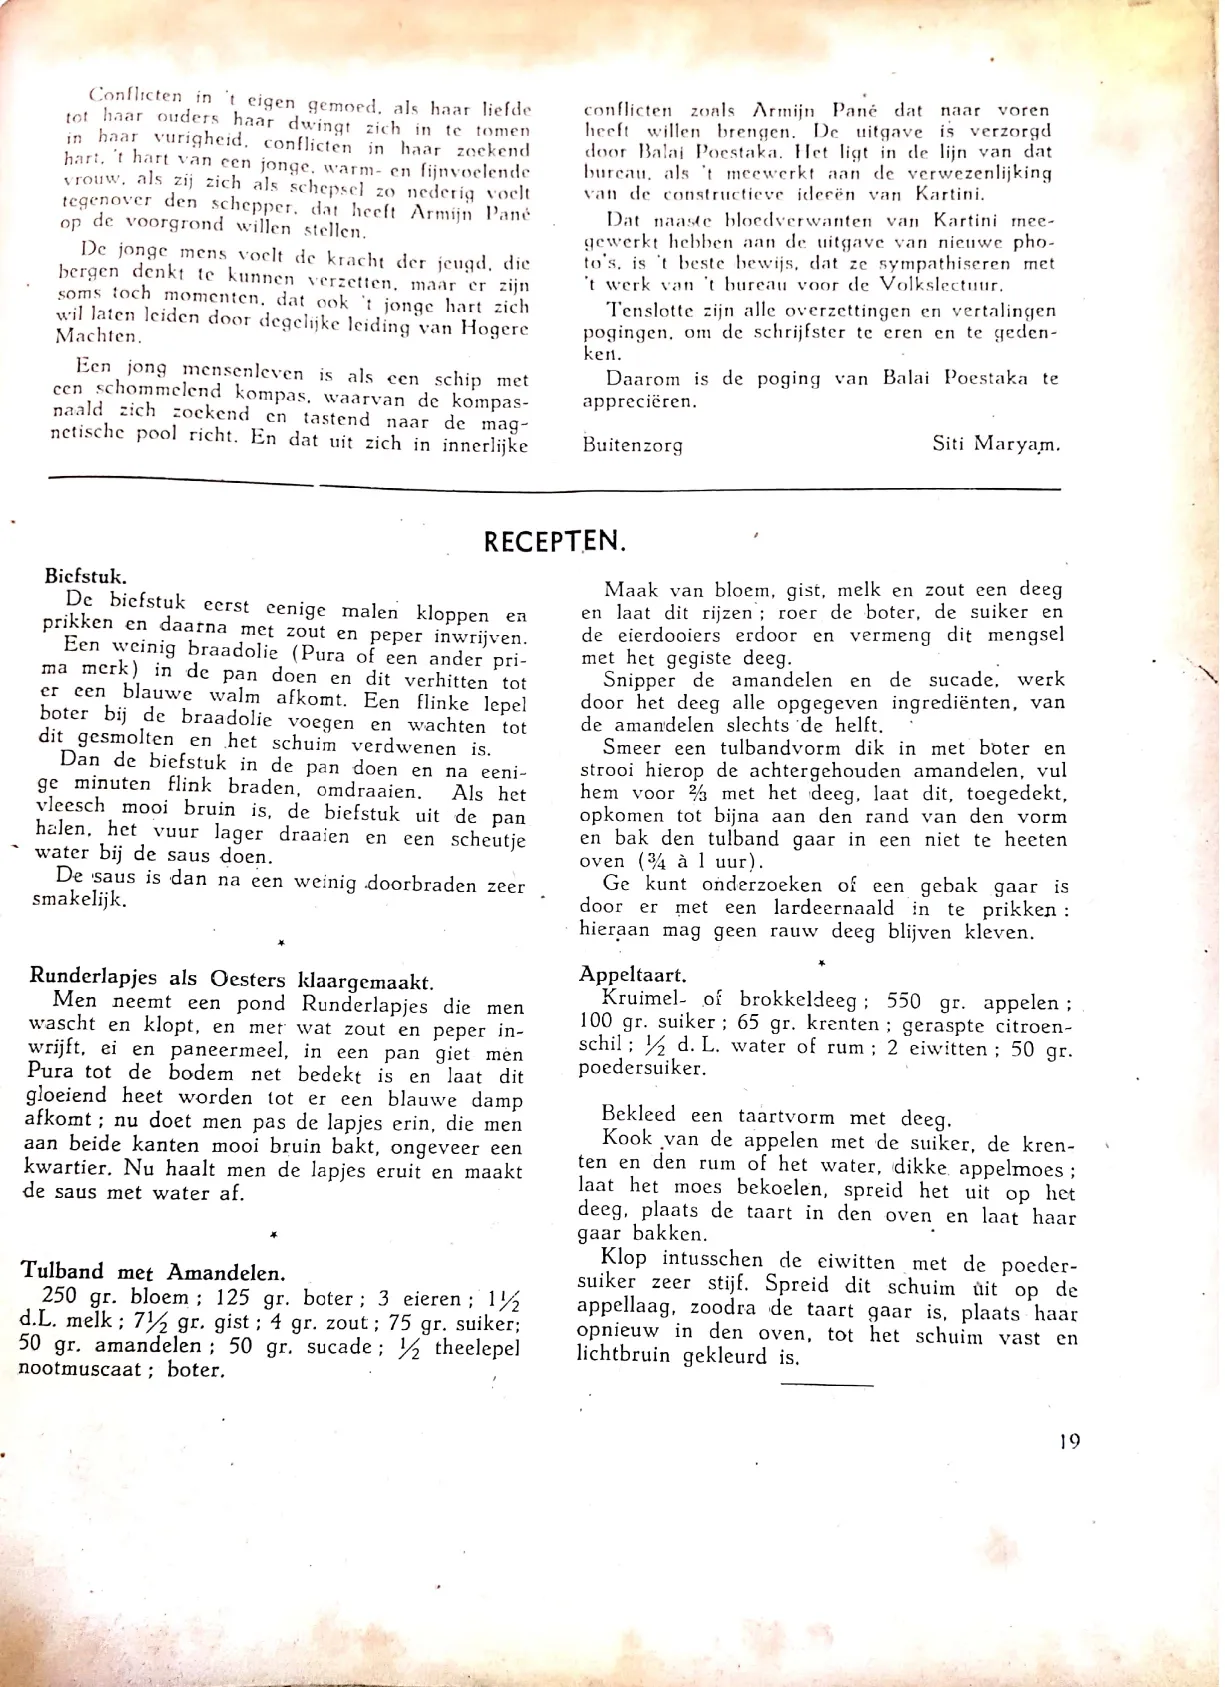 Conflicten in 't eigen gemoed, als haar liefde
tot haar ouders haar dwingt zich in te tomen
in haar vurigheid, conflicten in haar zoekend
hart, 't hart van een jonge, warm- en fijnvoelende
vrouw, als zij zich als schepsel zo nederig voelt
tegenover den schepper, dat heeft Armijn Pané
op de voorgrond willen stellen.
De jonge mens voelt de kracht der jeugd, die
bergen denkt te kunnen verzetten, maar er zijn
soms toch momenten, dat ook 't jonge hart zich
wil laten leiden door degelijke leiding van Hogere
Machten.
Een jong mensenleven is als een schip met
een schommelend kompas, waarvan de kompas-
naald zich zoekend en tastend naar de mag-
netische pool richt. En dat uit zich in innerlijke
conflicten zoals Armijn Pané dat naar voren
heeft willen brengen. De uitgave is verzorgd
door Balai Poestaka. Het ligt in de lijn van dat
bureau, als 't meewerkt aan de verwezenlijking
van de constructieve ideeën van Kartini.
Dat naaste bloedverwanten van Kartini mee-
gewerkt hebben aan de uitgave van nieuwe pho-
to's, is 't beste bewijs, dat ze sympathiseren met
't werk van 't bureau voor de Volkslectuur.
Tenslotte zijn alle overzettingen en vertalingen
pogingen, om de schrijfster te eren en te geden-
ken.
Daarom is de poging van Balai Poestaka te
appreciëren.
Buitenzorg Siti Maryam.
RECEPTEN.
Biefstuk.
De biefstuk eerst eenige malen kloppen en
prikken en daarna met zout en peper inwrijven.
Een weinig braadolie (Pura of een ander pri-
ma merk) in de pan doen en dit verhitten tot
er een blauwe walm afkomt. Een flinke lepel
boter bij de braadolie voegen en wachten tot
dit gesmolten en het schuim verdwenen is.
Dan de biefstuk in de pan doen en na eeni-
ge minuten flink braden, omdraaien. Als het
vleesch mooi bruin is, de biefstuk uit de pan
halen, het vuur lager draaien en een scheutje
water bij de saus doen.
De saus is dan na een weinig doorbraden zeer
smakelijk.
*
Runderlapjes als Oesters klaargemaakt.
Men neemt een pond Runderlapjes die men
wascht en klopt, en met wat zout en peper in-
wrijft, ei en paneermeel, in een pan giet men
Pura tot de bodem net bedekt is en laat dit
gloeiend heet worden tot er een blauwe damp
afkomt ; nu doet men pas de lapjes erin, die men
aan beide kanten mooi bruin bakt, ongeveer een
kwartier. Nu haalt men de lapjes eruit en maakt
de saus met water af.
*
Tulband met Amandelen.
250 gr. bloem ; 125 gr. boter ; 3 eieren ; 1½
d.L. melk ; 7½ gr. gist ; 4 gr. zout ; 75 gr. suiker;
50 gr. amandelen ; 50 gr. sucade ; ½ theelepel
nootmuscaat ; boter.
Maak van bloem, gist, melk en zout een deeg
en laat dit rijzen ; roer de boter, de suiker en
de eierdooiers erdoor en vermeng dit mengsel
met het gegiste deeg.
Snipper de amandelen en de sucade, werk
door het deeg alle opgegeven ingrediënten, van
de amandelen slechts de helft.
Smeer een tulbandvorm dik in met boter en
strooi hierop de achtergehouden amandelen, vul
hem voor ⅔ met het deeg, laat dit, toegedekt,
opkomen tot bijna aan den rand van den vorm
en bak den tulband gaar in een niet te heeten
oven (¾ à 1 uur).
Ge kunt onderzoeken of een gebak gaar is
door er met een lardeernaald in te prikken :
hieraan mag geen rauw deeg blijven kleven.
*
Appeltaart.
Kruimel- of brokkeldeeg ; 550 gr. appelen ;
100 gr. suiker ; 65 gr. krenten ; geraspte citroen-
schil ; ½ d. L. water of rum ; 2 eiwitten ; 50 gr.
poedersuiker.
Bekleed een taartvorm met deeg.
Kook van de appelen met de suiker, de kren-
ten en den rum of het water, dikke appelmoes ;
laat het moes bekoelen, spreid het uit op het
deeg, plaats de taart in den oven en laat haar
gaar bakken.
Klop intusschen de eiwitten met de poeder-
suiker zeer stijf. Spreid dit schuim uit op de
appellaag, zoodra de taart gaar is, plaats haar
opnieuw in den oven, tot het schuim vast en
lichtbruin gekleurd is.
19